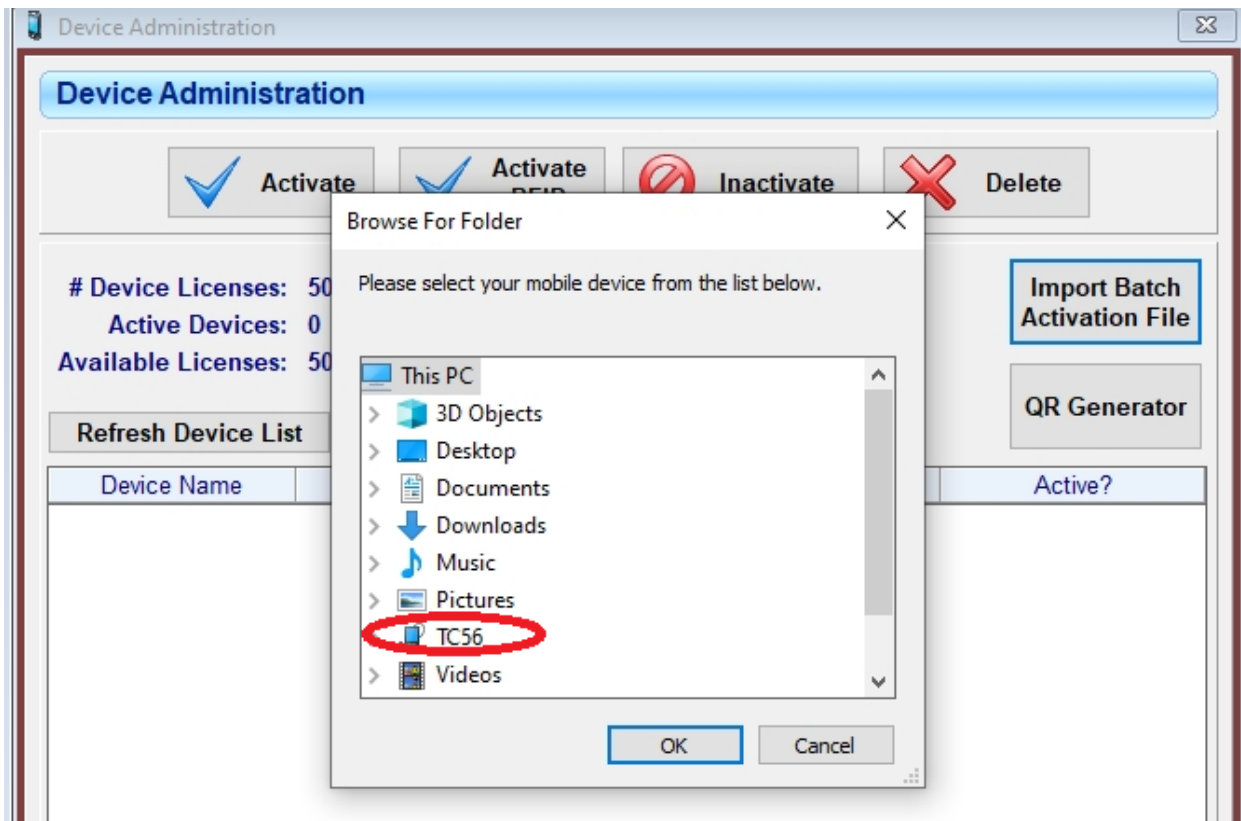 Device Administration
Device Administration
Activate
Activate
Inactivate
Delete
Browse For Folder
Please select your mobile device from the list below.
# Device Licenses: 50
Active Devices: 0
Available Licenses: 50
Import Batch
Activation File
QR Generator
Refresh Device List
This PC
3D Objects
Desktop
Documents
Downloads
Music
Pictures
TC56
Videos
Device Name
Active?
OK
Cancel